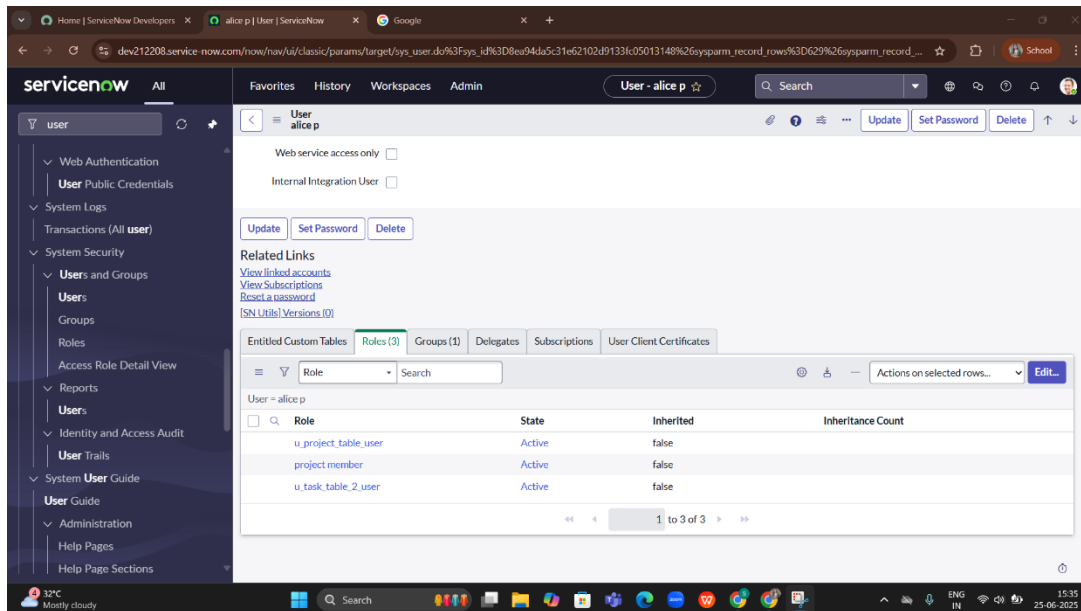 Home | ServiceNow Developers
alice p | User | ServiceNow
Google
dev212208.service-now.com/now/nav/ui/classic/params/target/sys_user.do%3Fsys_id%3D8ea94da5c31e62102d9133fc05013148%26sysparm_record_rows%3D629%26sysparm_record_...
School
servicenow
All
Favorites History Workspaces Admin
User - alice p
Search
user
User
alice p
Update Set Password Delete
Web Authentication
User Public Credentials
System Logs
Transactions (All user)
System Security
Users and Groups
Users
Groups
Roles
Access Role Detail View
Reports
Users
Identity and Access Audit
User Trails
System User Guide
User Guide
Administration
Help Pages
Help Page Sections
Web service access only
Internal Integration User
Update Set Password Delete
Related Links
View linked accounts
View Subscriptions
Reset a password
[SN Utils] Versions (0)
Entitled Custom Tables Roles (3) Groups (1) Delegates Subscriptions User Client Certificates
Role Search Actions on selected rows... Edit...
User = alice p
Role State Inherited Inheritance Count
u_project_table_user Active false
project member Active false
u_task_table_2_user Active false
1 to 3 of 3
4
32°C
Mostly cloudy
Search
ENG
IN
15:35
25-06-2025